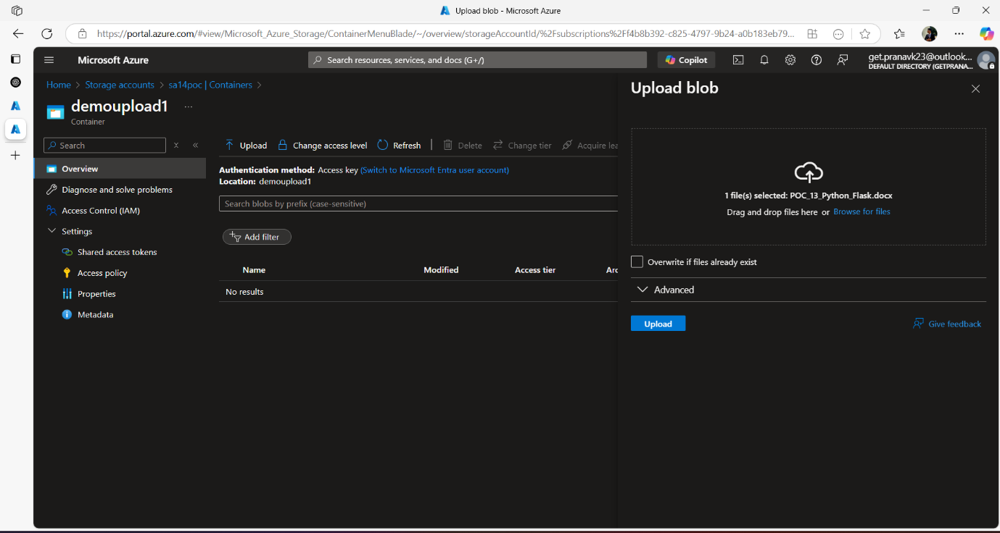 Upload blob - Microsoft Azure
https://portal.azure.com/#view/Microsoft_Azure_Storage/ContainerMenuBlade/~/overview/storageAccountId/%2Fsubscriptions%2Ff4b8b392-c825-4797-9b24-a0b183eb79...
Microsoft Azure
Search resources, services, and docs (G+/)
Copilot
get.pranavk23@outlook...
DEFAULT DIRECTORY (GETPRANA...
Home > Storage accounts > sa14poc | Containers >
demoupload1 ...
Container
Search
Overview
Diagnose and solve problems
Access Control (IAM)
Settings
Shared access tokens
Access policy
Properties
Metadata
Upload Change access level Refresh Delete Change tier Acquire lea
Authentication method: Access key (Switch to Microsoft Entra user account)
Location: demoupload1
Search blobs by prefix (case-sensitive)
Add filter
Name Modified Access tier Arc
No results
Upload blob
1 file(s) selected: POC_13_Python_Flask.docx
Drag and drop files here or Browse for files
Overwrite if files already exist
Advanced
Upload
Give feedback